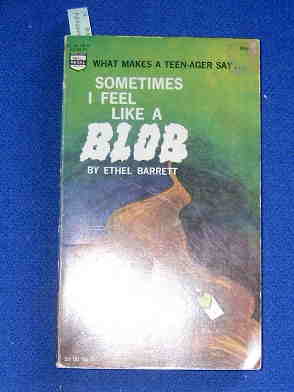 WHAT MAKES A TEEN-AGER SAY
SOMETIMES
I FEEL
LIKE A
BLOB
BY ETHEL BARRETT